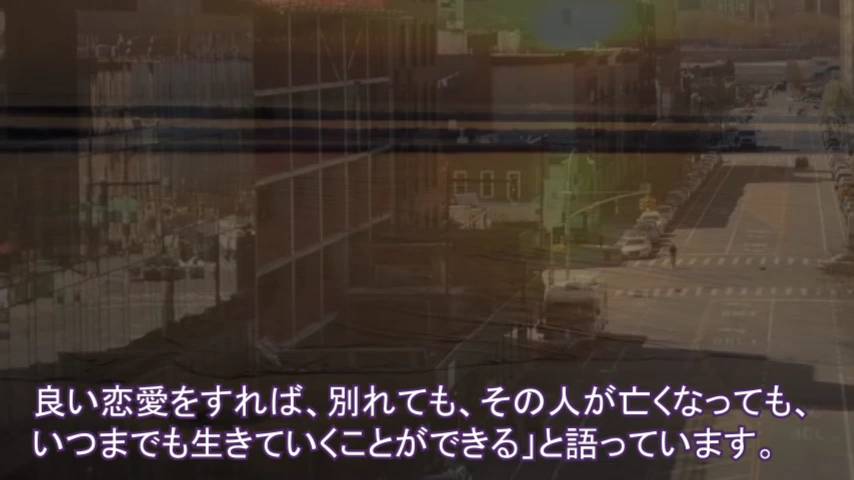 良い恋愛をすれば、別れても、その人が亡くなっても、
いつまでも生きていくことができる」と語っています。